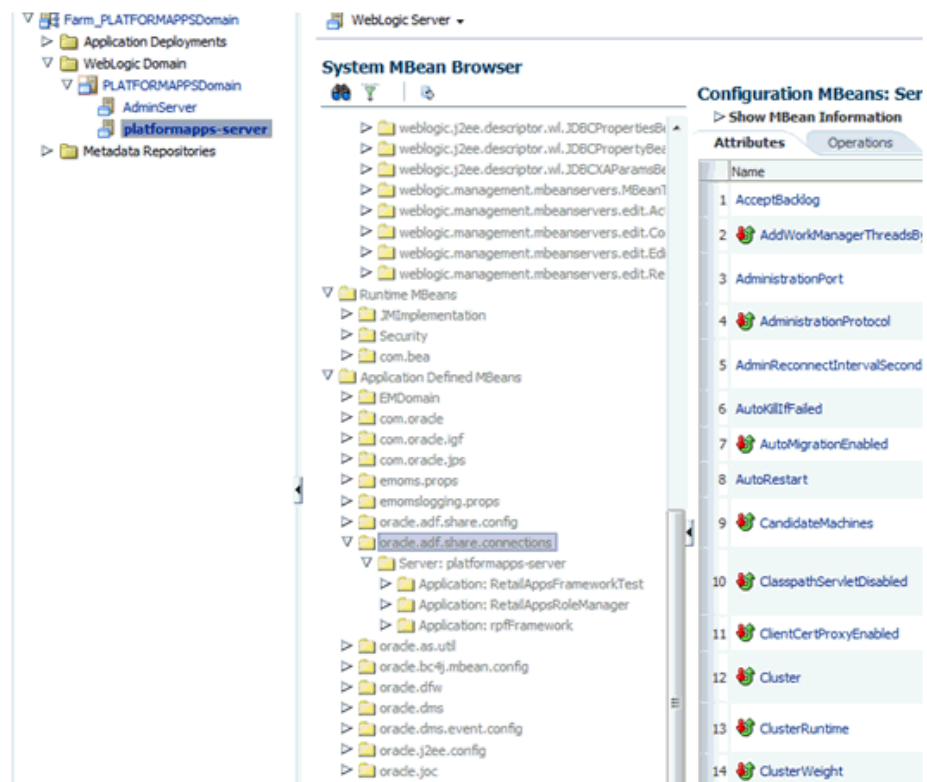 Farm_PLATFORMAPPSDomain
Application Deployments
WebLogic Domain
PLATFORMAPPSDomain
AdminServer
platformapps-server
Metadata Repositories
WebLogic Server
System MBean Browser
weblogic.j2ee.descriptor.wl.JDBCPropertiesBe
weblogic.j2ee.descriptor.wl.JDBCPropertyBea
weblogic.j2ee.descriptor.wl.JDBCXAParamsBe
weblogic.management.mbeanservers.MBeanT
weblogic.management.mbeanservers.edit.Ac
weblogic.management.mbeanservers.edit.Co
weblogic.management.mbeanservers.edit.Edi
weblogic.management.mbeanservers.edit.Re
Runtime MBeans
JMImplementation
Security
com.bea
Application Defined MBeans
EMDomain
com.oracle
com.oracle.igf
com.oracle.jps
emoms.props
emomslogging.props
oracle.adf.share.config
oracle.adf.share.connections
Server: platformapps-server
Application: RetailAppsFrameworkTest
Application: RetailAppsRoleManager
Application: rpfFramework
oracle.as.util
oracle.bc4j.mbean.config
oracle.dfw
oracle.dms
oracle.dms.event.config
oracle.j2ee.config
oracle.joc
Configuration MBeans: Ser
Show MBean Information
Attributes Operations
Name
1 AcceptBacklog
2 AddWorkManagerThreadsBy
3 AdministrationPort
4 AdministrationProtocol
5 AdminReconnectIntervalSecond
6 AutoKillIfFailed
7 AutoMigrationEnabled
8 AutoRestart
9 CandidateMachines
10 ClasspathServletDisabled
11 ClientCertProxyEnabled
12 Cluster
13 ClusterRuntime
14 ClusterWeight